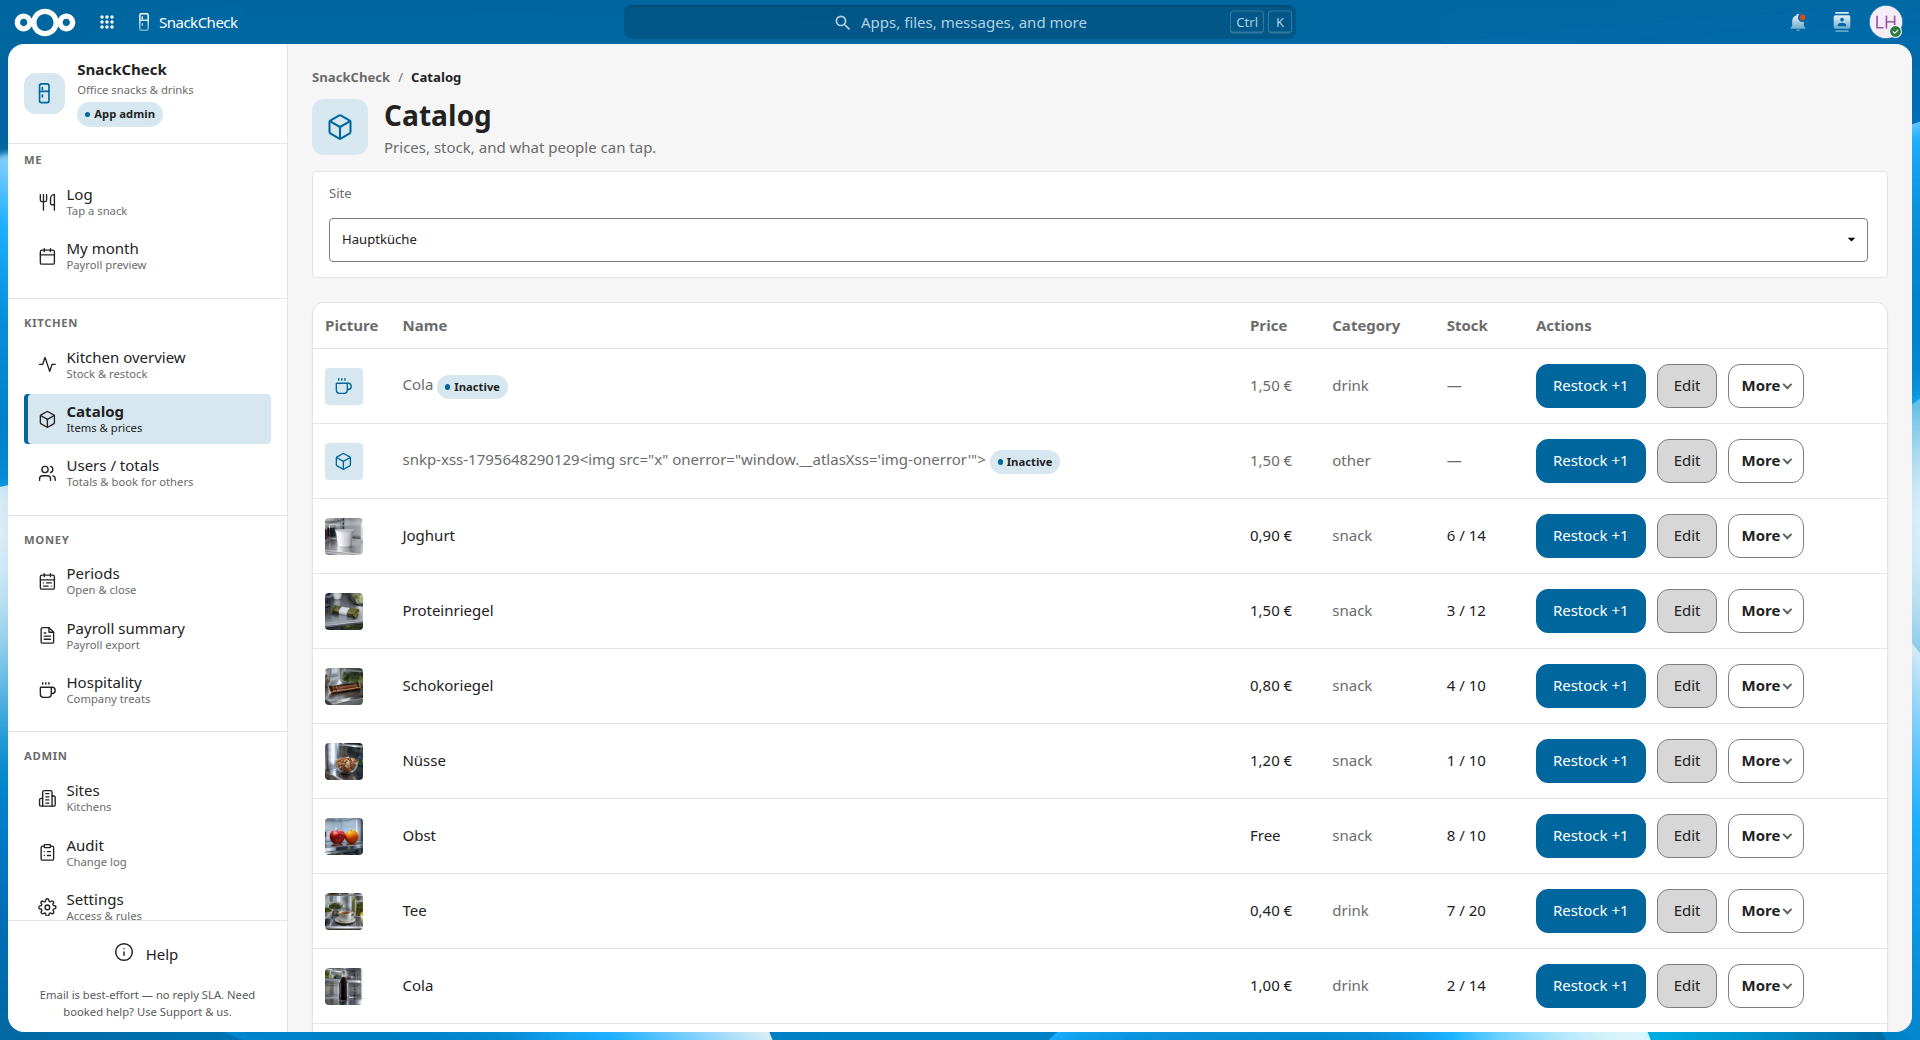 SnackCheck
Apps, files, messages, and more
Ctrl
K
LH
SnackCheck
Office snacks & drinks
App admin
ME
Log
Tap a snack
My month
Payroll preview
KITCHEN
Kitchen overview
Stock & restock
Catalog
Items & prices
Users / totals
Totals & book for others
MONEY
Periods
Open & close
Payroll summary
Payroll export
Hospitality
Company treats
ADMIN
Sites
Kitchens
Audit
Change log
Settings
Access & rules
Help
Email is best-effort — no reply SLA. Need
booked help? Use Support & us.
SnackCheck / Catalog
Catalog
Prices, stock, and what people can tap.
Site
Hauptküche
Picture Name Price Category Stock Actions
Cola Inactive 1,50 € drink — Restock +1 Edit More
snkp-xss-1795648290129<img src="x" onerror="window.__atlasXss='img-onerror'"> Inactive 1,50 € other — Restock +1 Edit More
Joghurt 0,90 € snack 6 / 14 Restock +1 Edit More
Proteinriegel 1,50 € snack 3 / 12 Restock +1 Edit More
Schokoriegel 0,80 € snack 4 / 10 Restock +1 Edit More
Nüsse 1,20 € snack 1 / 10 Restock +1 Edit More
Obst Free snack 8 / 10 Restock +1 Edit More
Tee 0,40 € drink 7 / 20 Restock +1 Edit More
Cola 1,00 € drink 2 / 14 Restock +1 Edit More